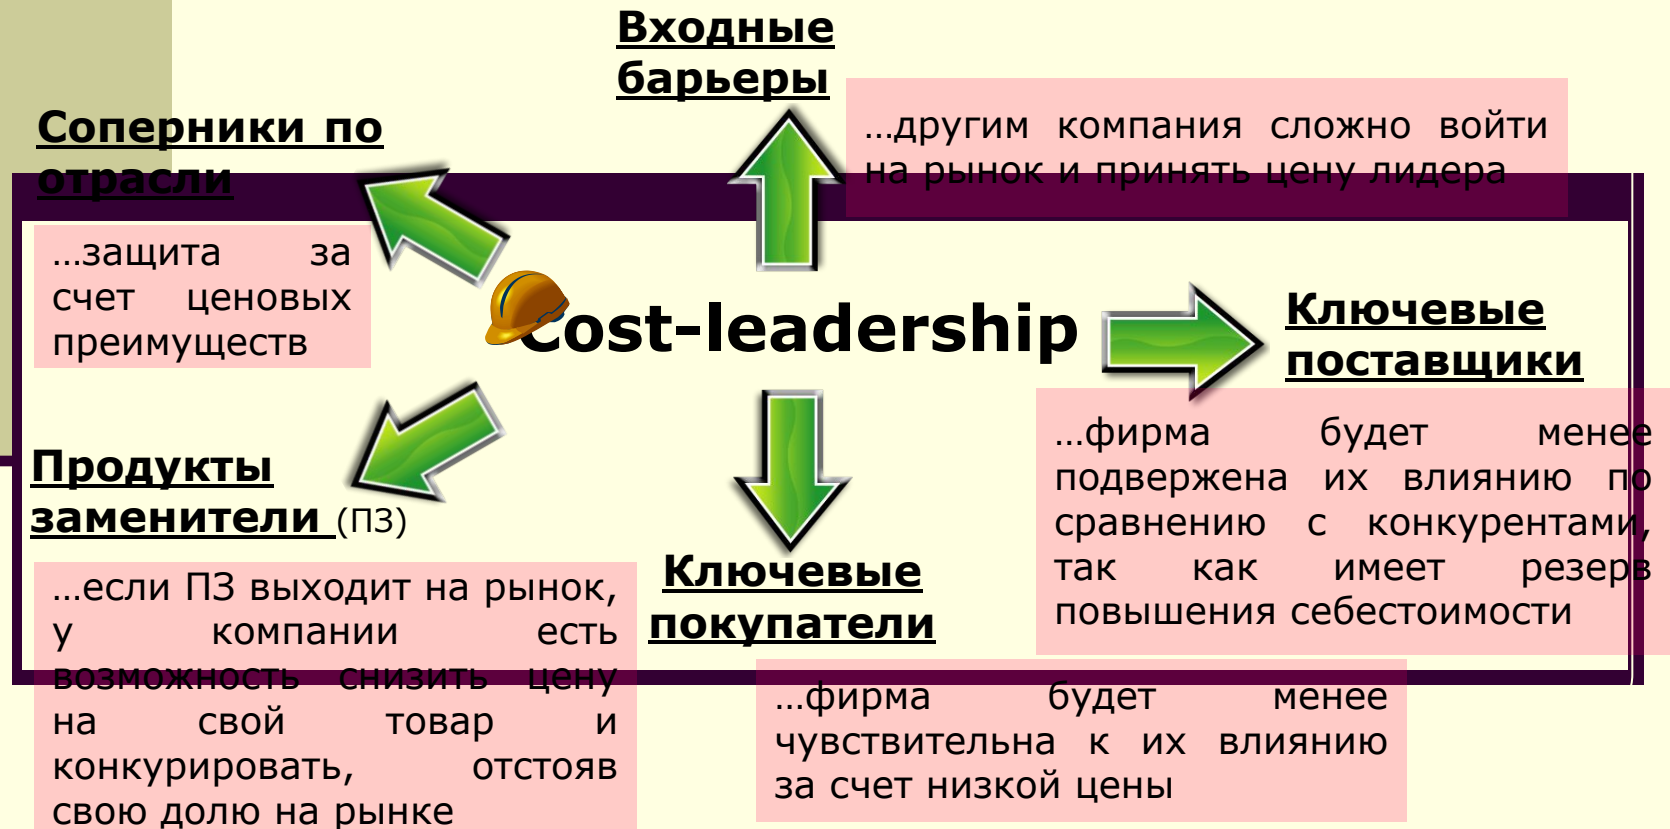 Входные
барьеры
…другим компания сложно войти
на рынок и принять цену лидера
Соперники по
отрасли
…защита за
счет ценовых
преимуществ
Cost-leadership
Ключевые
поставщики
…фирма будет менее
подвержена их влиянию по
сравнению с конкурентами,
так как имеет резерв
повышения себестоимости
Продукты
заменители (ПЗ)
…если ПЗ выходит на рынок,
у компании есть
возможность снизить цену
на свой товар и
конкурировать, отстояв
свою долю на рынке
Ключевые
покупатели
…фирма будет менее
чувствительна к их влиянию
за счет низкой цены